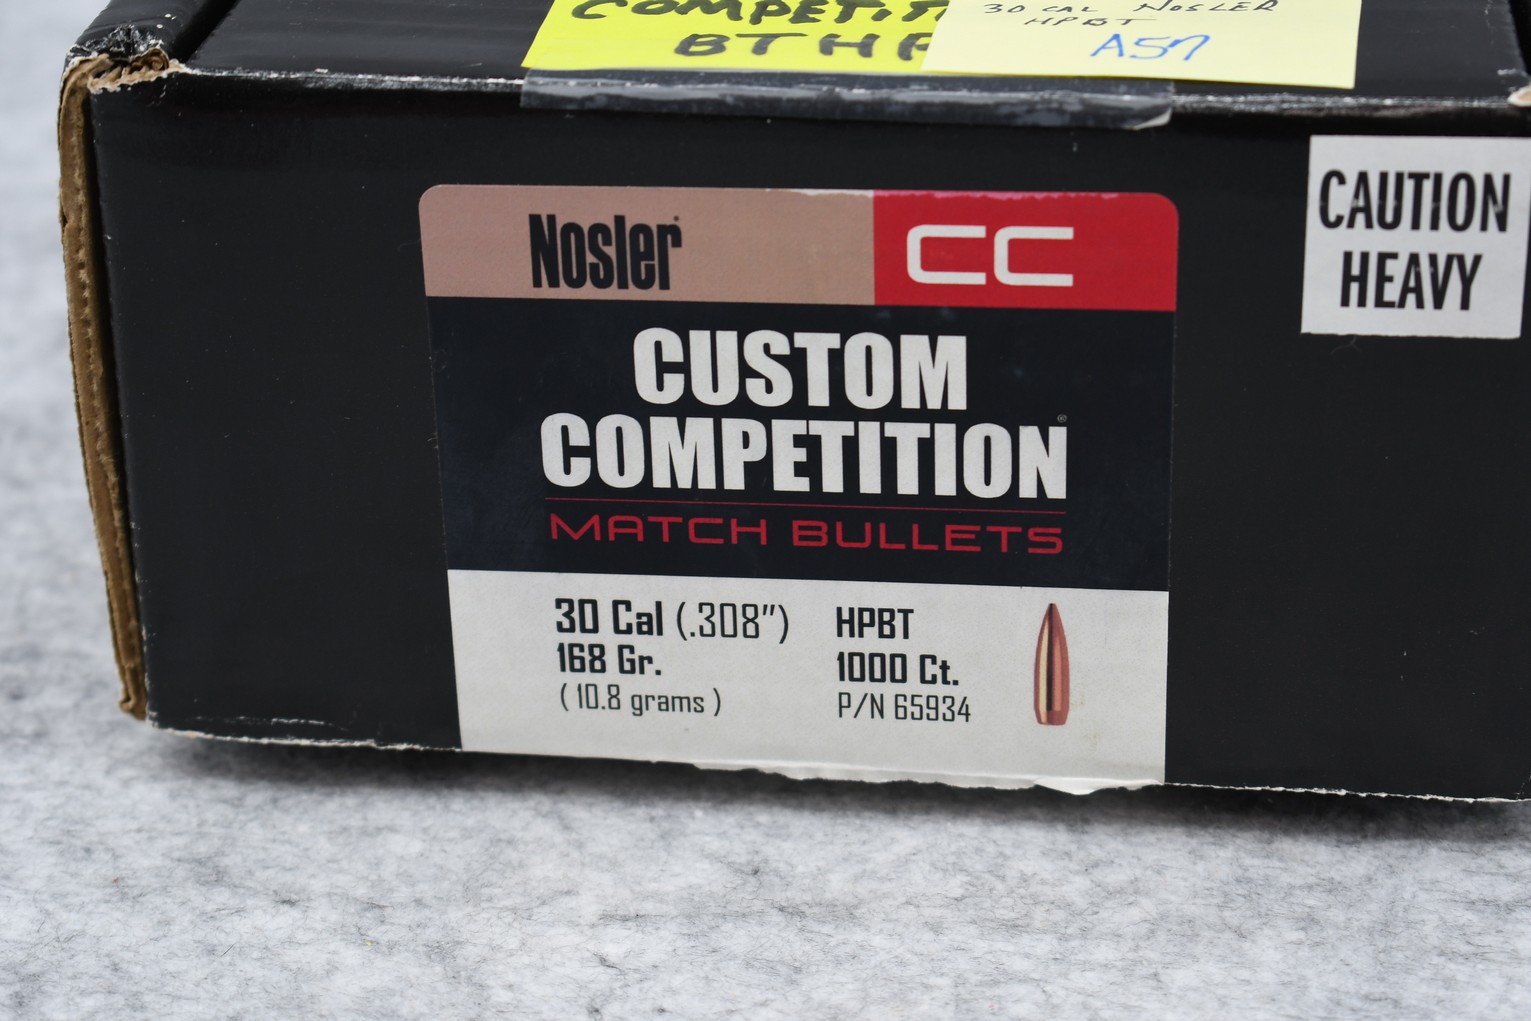 BT
30 CAL NOSLER
HPBT
A57
CAUTION
HEAVY
Nosler
CC
CUSTOM
COMPETITION®
MATCH BULLETS
30 Cal (.308")
168 Gr.
(10.8 grams)
HPBT
1000 Ct.
P/N 65934